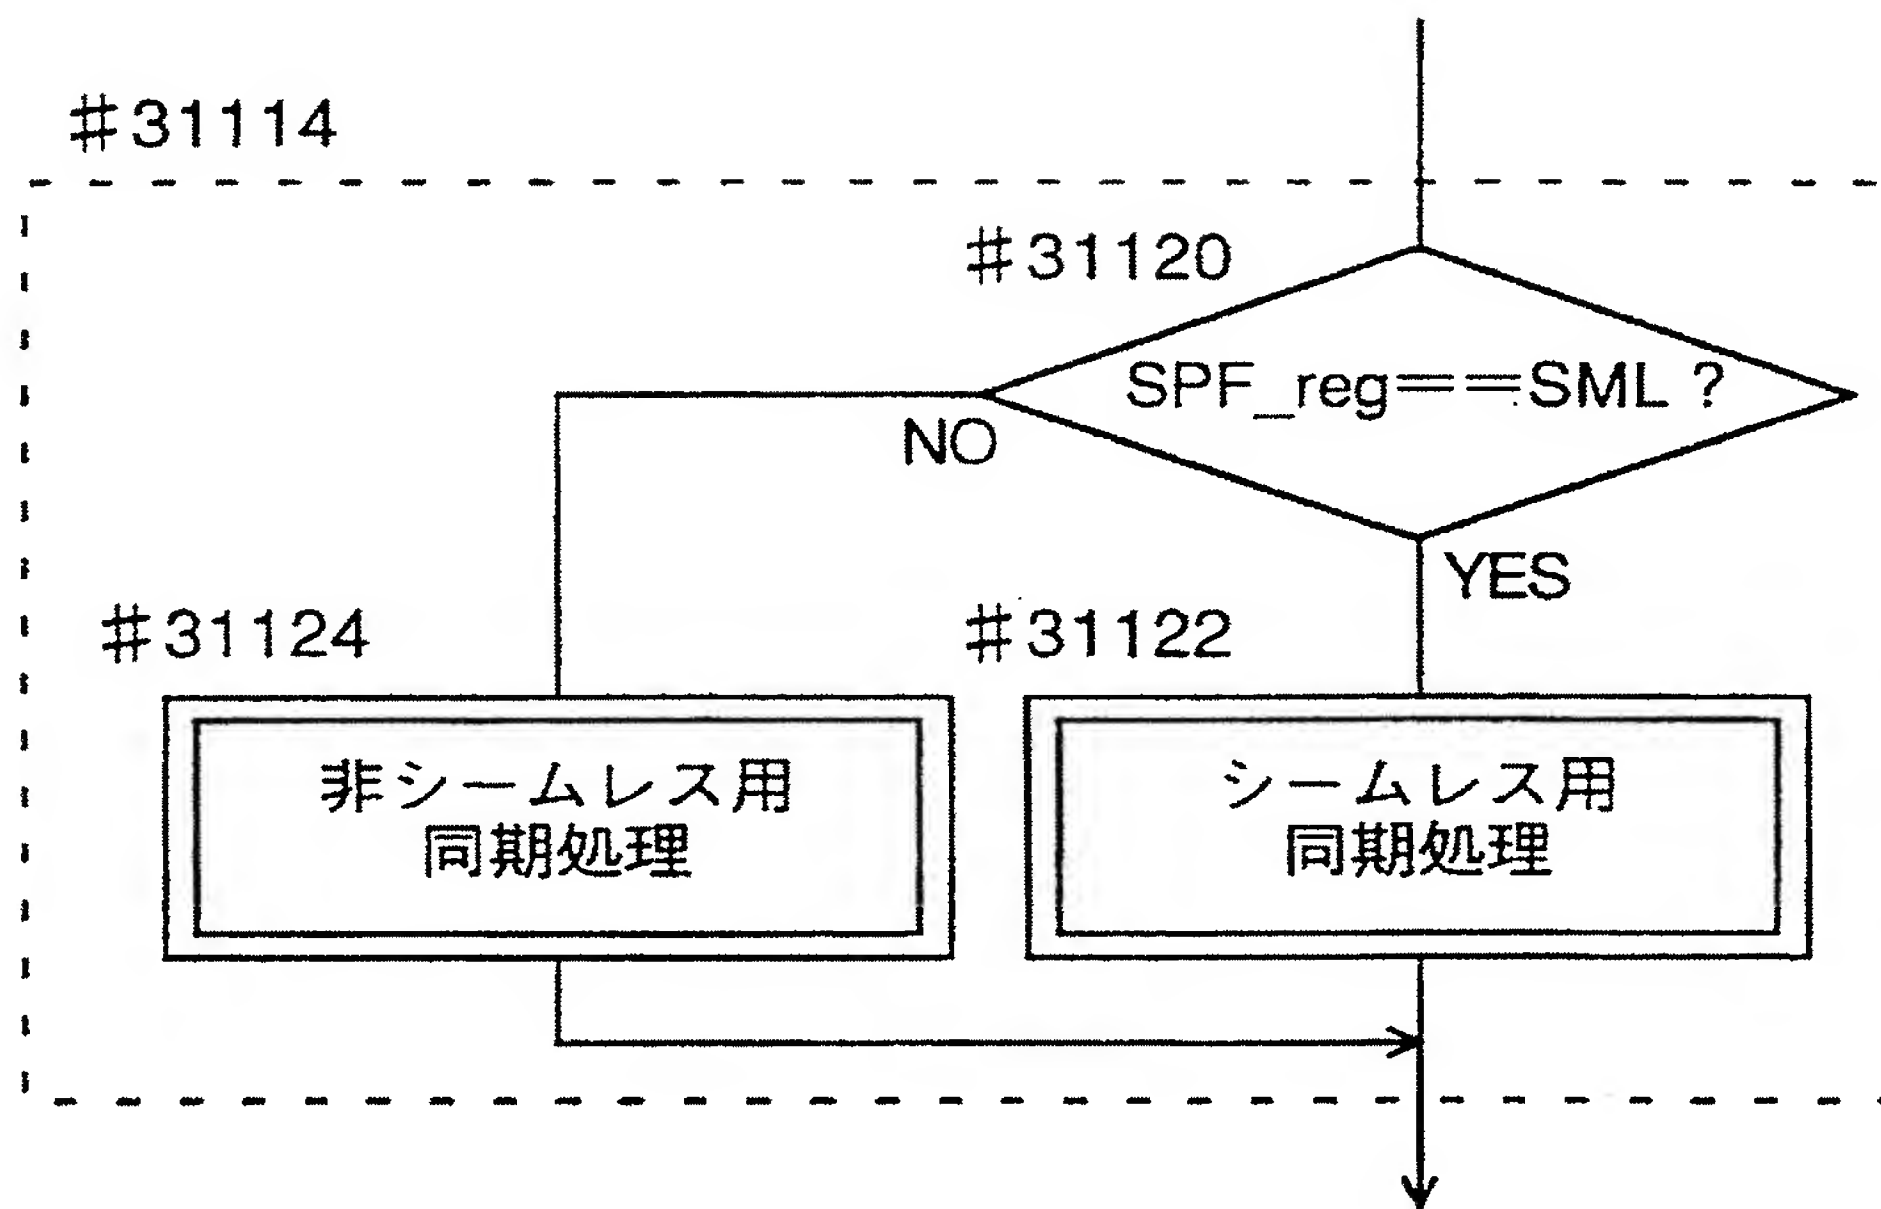 #31114
#31120
SPF_reg==SML?
NO
YES
#31124
#31122
非シームレス用
同期処理
シームレス用
同期処理